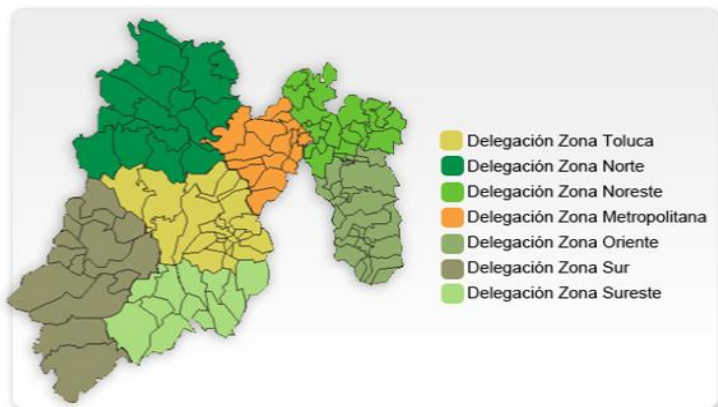 Delegación Zona Toluca
Delegación Zona Norte
Delegación Zona Noreste
Delegación Zona Metropolitana
Delegación Zona Oriente
Delegación Zona Sur
Delegación Zona Sureste